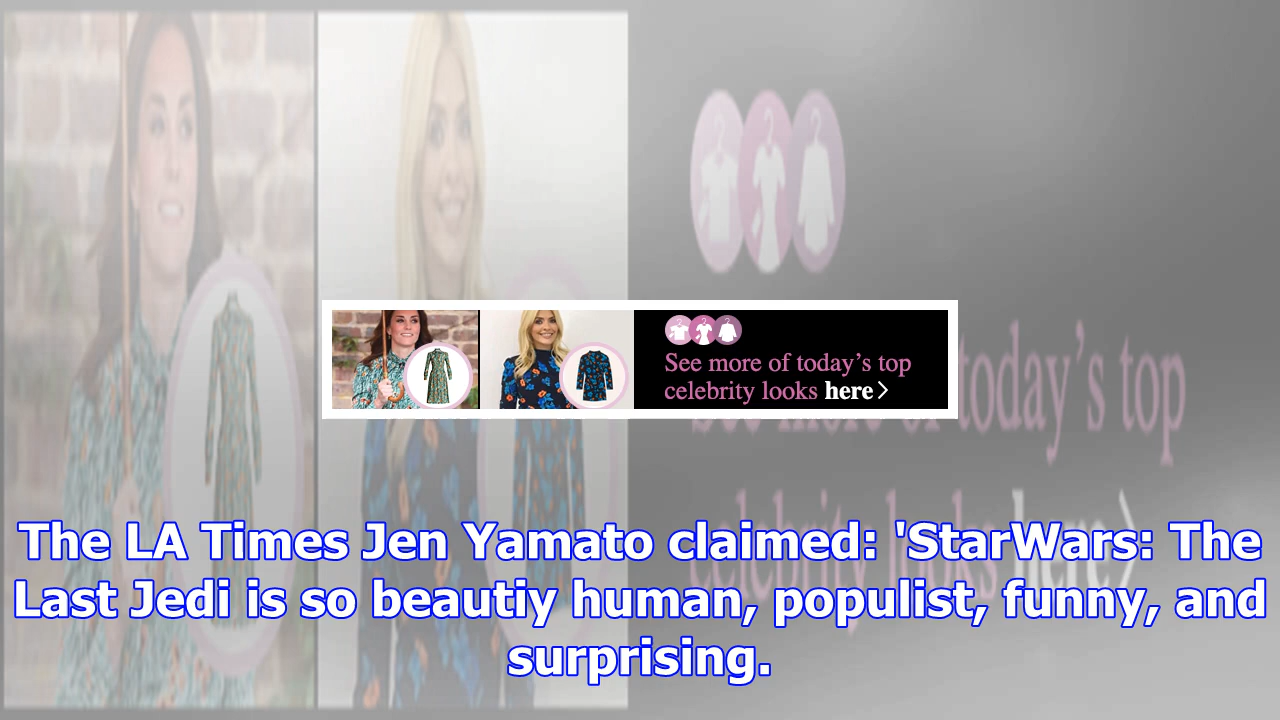 See more of today's top
celebrity looks here
The LA Times Jen Yamato claimed: 'StarWars: The
Last Jedi is so beautiy human, populist, funny, and
surprising.